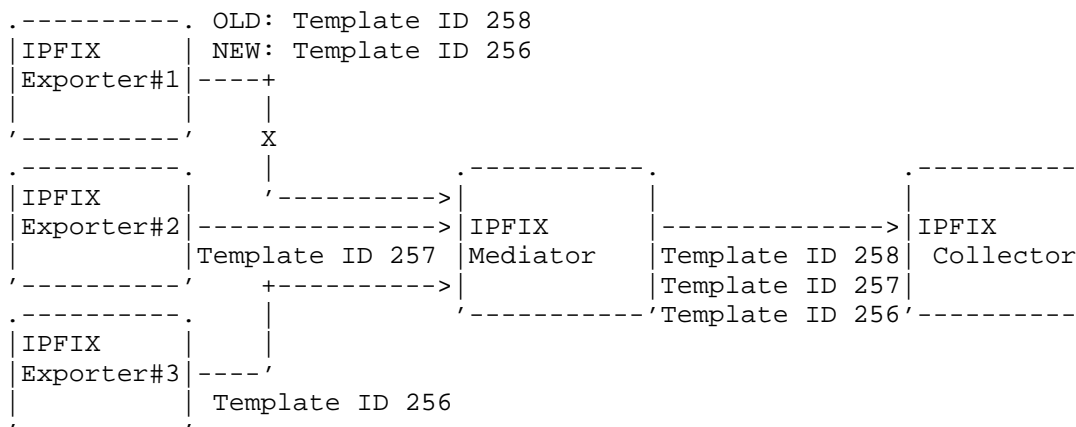 .----------. OLD: Template ID 258
|IPFIX     | NEW: Template ID 256
|Exporter#1|----+
|          |    |
'----------'    X
.----------.    |           .-----------.               .----------
|IPFIX     |    '---------->|           |               |
|Exporter#2|--------------->|IPFIX      |-------------->|IPFIX
|          |Template ID 257 |Mediator   |Template ID 258| Collector
'----------'    +---------->|           |Template ID 257|
.----------.    |           '-----------'Template ID 256'----------
|IPFIX     |    |
|Exporter#3|----'
|          | Template ID 256
'----------'